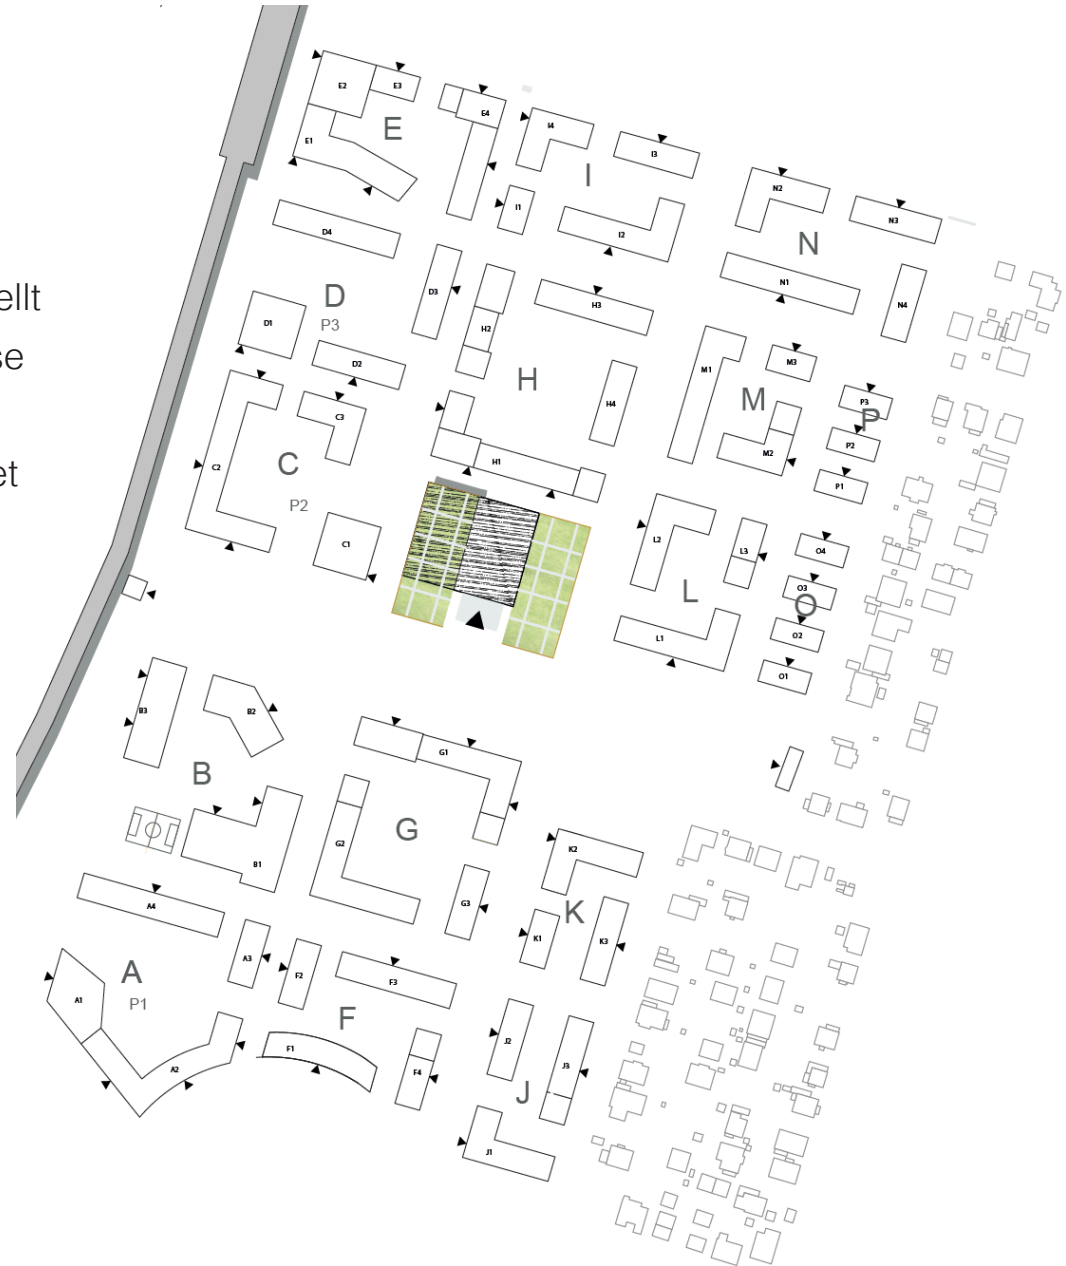 E2
E3
E4
E
E1
I4
I3
I
I1
I2
N2
N3
N
N1
N4
D4
D3
D
D1
P3
D2
H2
H3
H
H4
M1
M3
M
M2
P3
P
P2
P1
ellt
se
et
C3
C
C2
P2
C1
H1
L2
L3
L
L1
O4
O3
O
O2
O1
B3
B2
B
B1
G1
G
G2
G3
K2
K
K1
K3
A4
A3
A
A1
P1
A2
F2
F3
F
F1
F4
J2
J3
J
J1